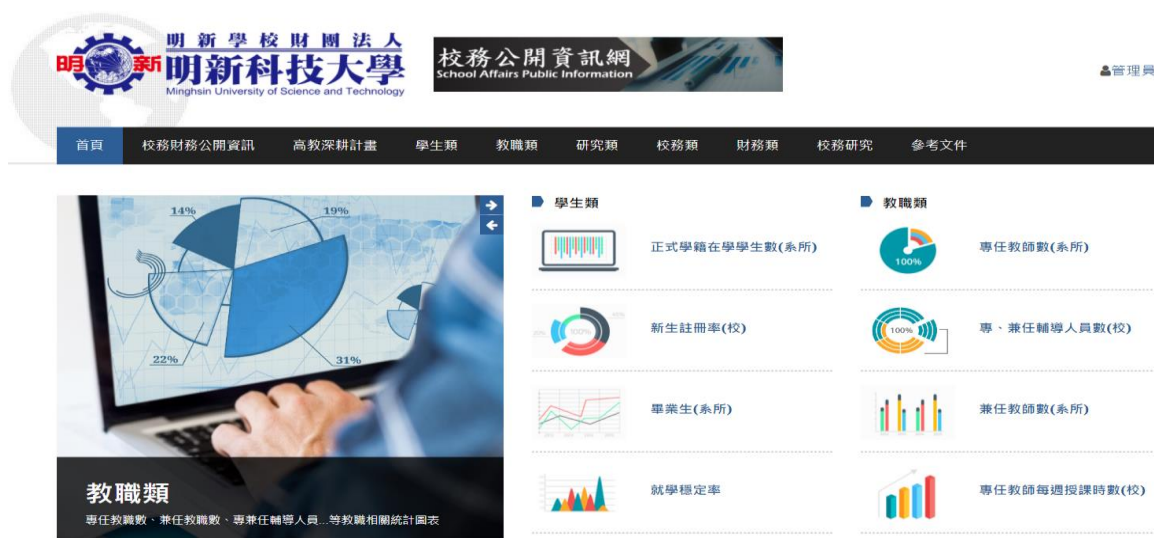 明新學校財團法人
明 新 明新科技大學
Minghsin University of Science and Technology
校務公開資訊網
School Affairs Public Information
管理員
首頁 校務財務公開資訊 高教深耕計畫 學生類 教職類 研究類 校務類 財務類 校務研究 參考文件
14%
19%
22%
31%
教職類
專任教職數、兼任教職數、專兼任輔導人員...等教職相關統計圖表
學生類
正式學籍在學學生數(系所)
100%
新生註冊率(校)
畢業生(系所)
就學穩定率
教職類
100%
專任教師數(系所)
100%
專、兼任輔導人員數(校)
兼任教師數(系所)
專任教師每週授課時數(校)